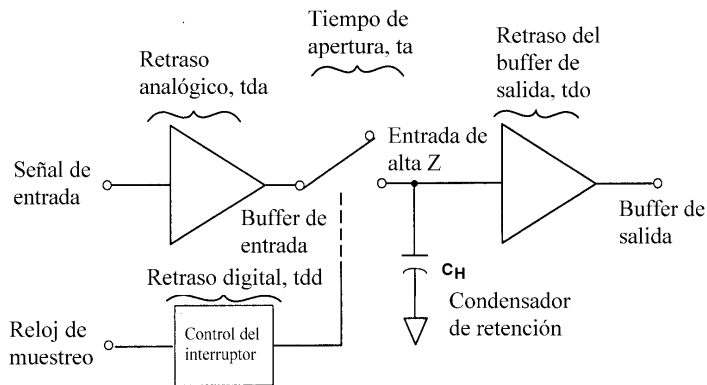 Tiempo de
apertura, ta
Retraso
analógico, tda
Retraso del
buffer de
salida, tdo
Señal de
entrada
Entrada de
alta Z
Buffer de
entrada
Buffer de
salida
Retraso digital, tdd
CH
Condensador
de retención
Reloj de
muestreo
Control del
interruptor